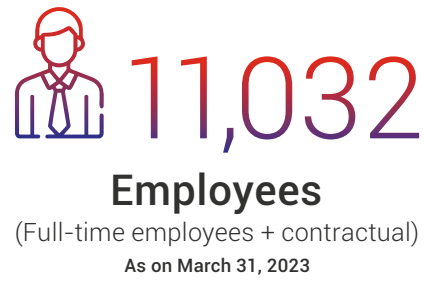 11,032
Employees
(Full-time employees + contractual)
As on March 31, 2023